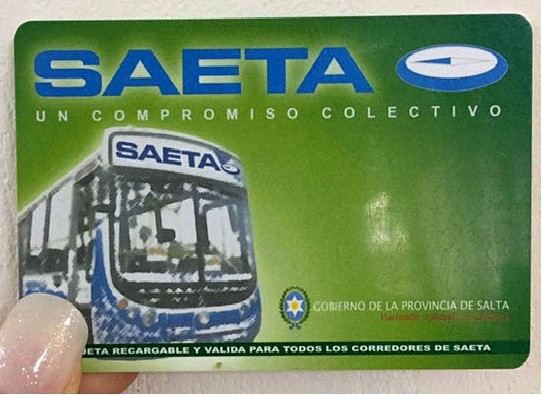 SAETA
UN COMPROMISO COLECTIVO
SAETA
GOBIERNO DE LA PROVINCIA DE SALTA
JETA RECARGABLE Y VALIDA PARA TODOS LOS CORREDORES DE SAETA